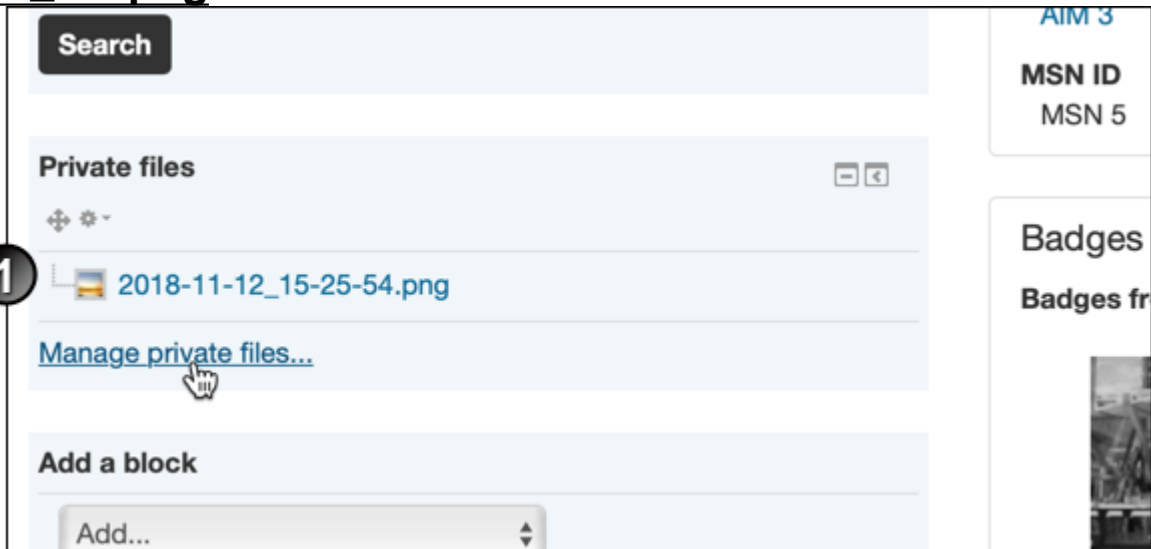 Search
Private files
1
2018-11-12_15-25-54.png
Manage private files...
Add a block
Add...
AIM 3
MSN ID
MSN 5
Badges
Badges